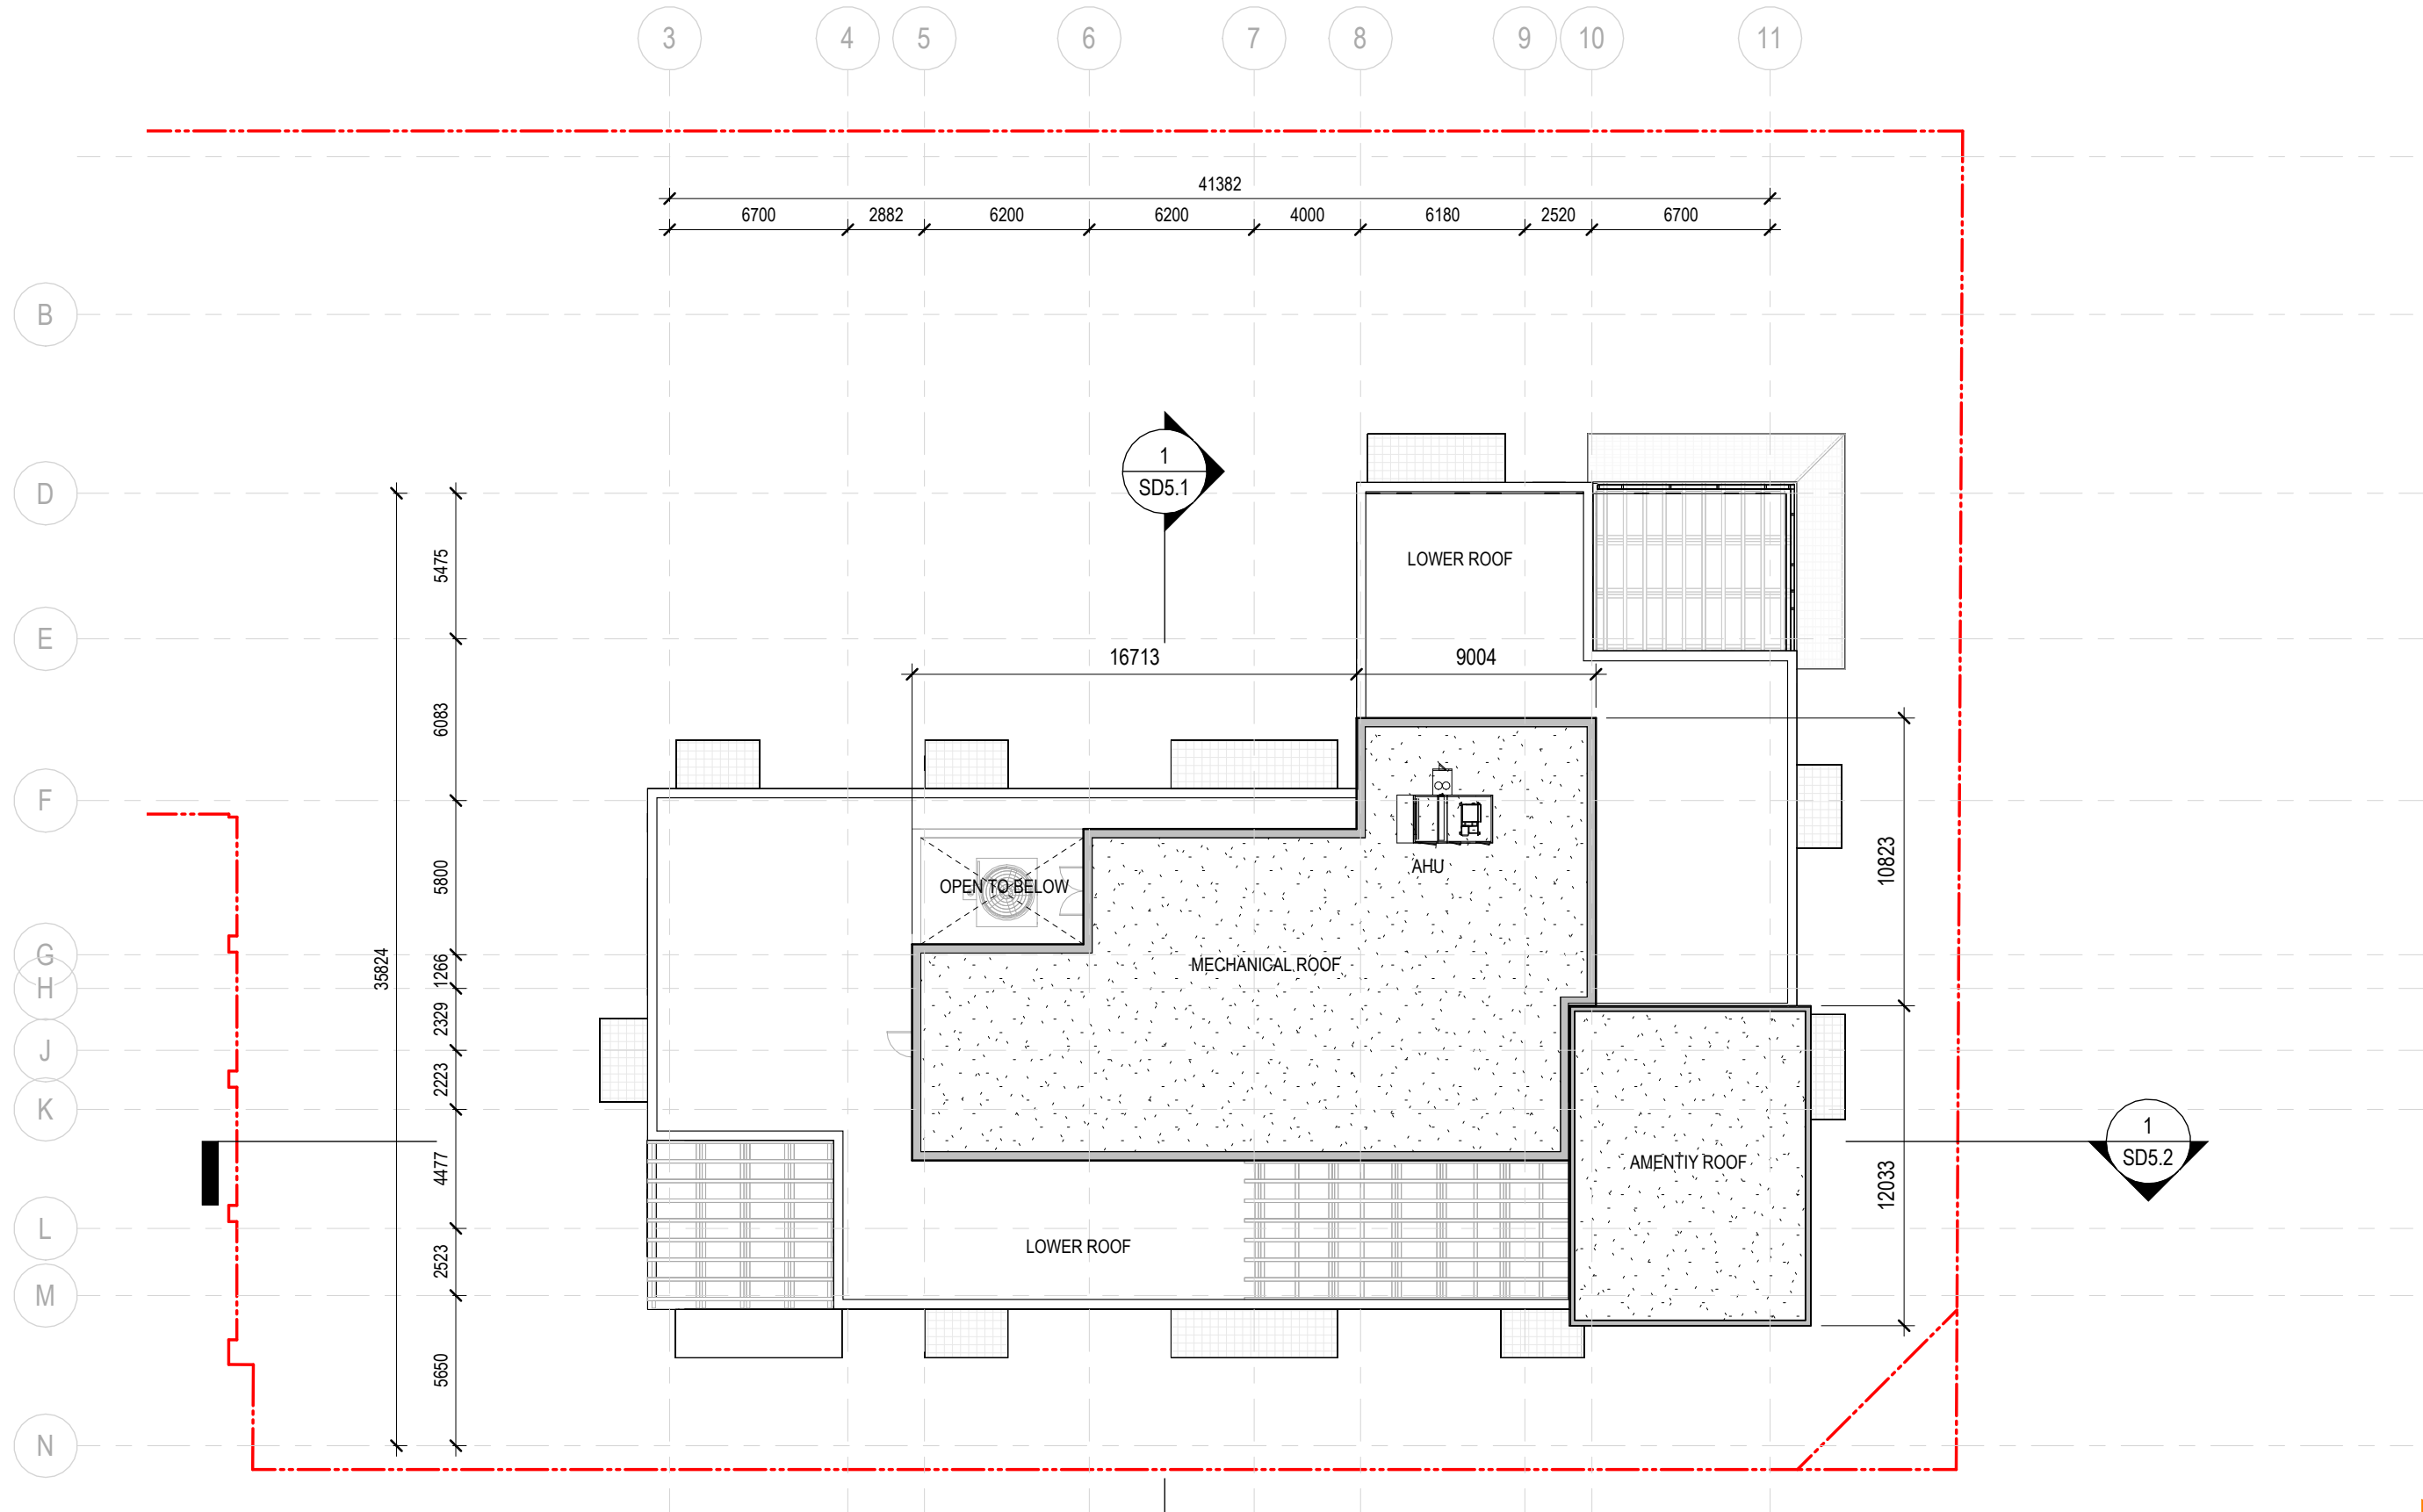 3 4 5 6 7 8 9 10 11
41382
6700 2882 6200 6200 4000 6180 2520 6700
B
1
SD5.1
D
5475
LOWER ROOF
E
16713 9004
6083
F
5800
10823
AHU
OPEN TO BELOW
G
35824
1266
MECHANICAL ROOF
H
2329
J
2223
K
1
SD5.2
4477
AMENTIY ROOF
12033
L
LOWER ROOF
2523
M
5650
N